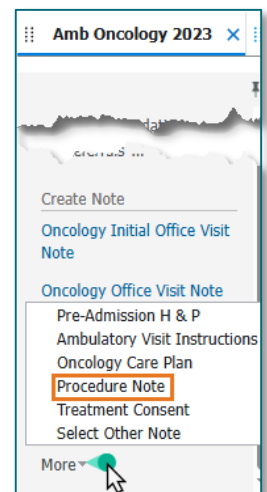 Amb Oncology 2023
Create Note
Oncology Initial Office Visit
Note
Oncology Office Visit Note
Pre-Admission H & P
Ambulatory Visit Instructions
Oncology Care Plan
Procedure Note
Treatment Consent
Select Other Note
More